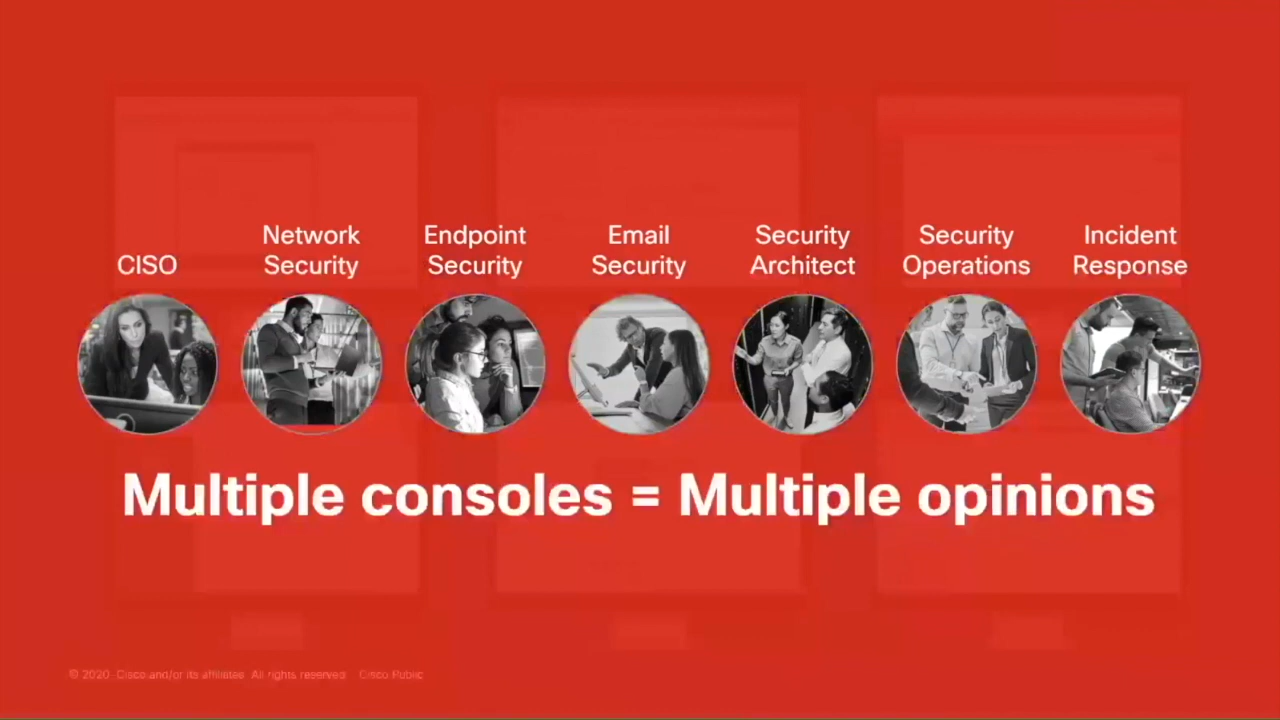 CISO
Network
Security
Endpoint
Security
Email
Security
Security
Architect
Security
Operations
Incident
Response
Multiple consoles = Multiple opinions
© 2020 Cisco and/or its affiliates. All rights reserved. Cisco Public